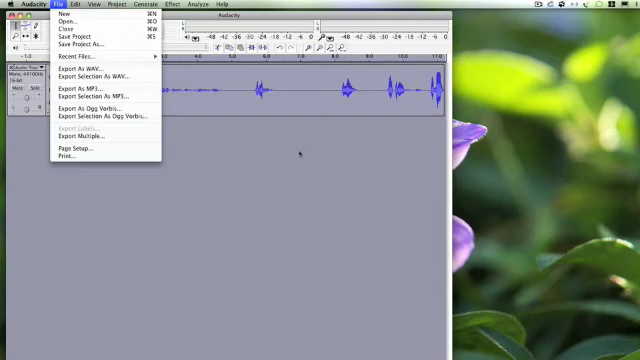 Audacity File Edit View Project Generate Effect Analyze Help
Audacity
New ⌘N
Open... ⌘O
Close ⌘W
Save Project ⌘S
Save Project As...
Recent Files...
Export As WAV...
Export Selection As WAV...
Export As MP3...
Export Selection As MP3...
Export As Ogg Vorbis...
Export Selection As Ogg Vorbis...
Export Labels...
Export Multiple...
Page Setup...
Print...
L
R
L
R
-48 -42 -36 -30 -24 -18 -12 -6 0
-48 -42 -36 -30 -24 -18 -12 -6 0
-1.0
3.0 4.0 5.0 6.0 7.0 8.0 9.0 10.0 11.0
Audio Trac
Mono, 44100Hz
16-bit
Mute Solo
L R